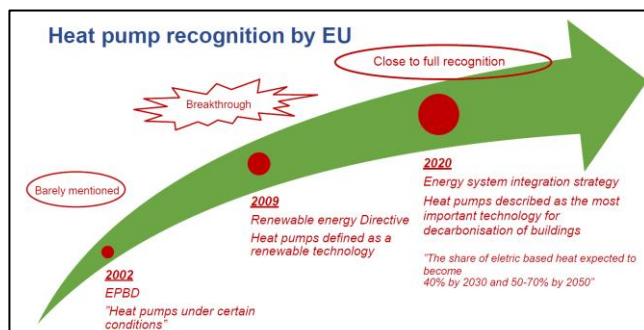 Heat pump recognition by EU
Close to full recognition
Breakthrough
Barely mentioned
2002
EPBD
"Heat pumps under certain
conditions"
2009
Renewable energy Directive
Heat pumps defined as a
renewable technology
2020
Energy system integration strategy
Heat pumps described as the most
important technology for
decarbonisation of buildings
"The share of eletric based heat expected to
become
40% by 2030 and 50-70% by 2050"